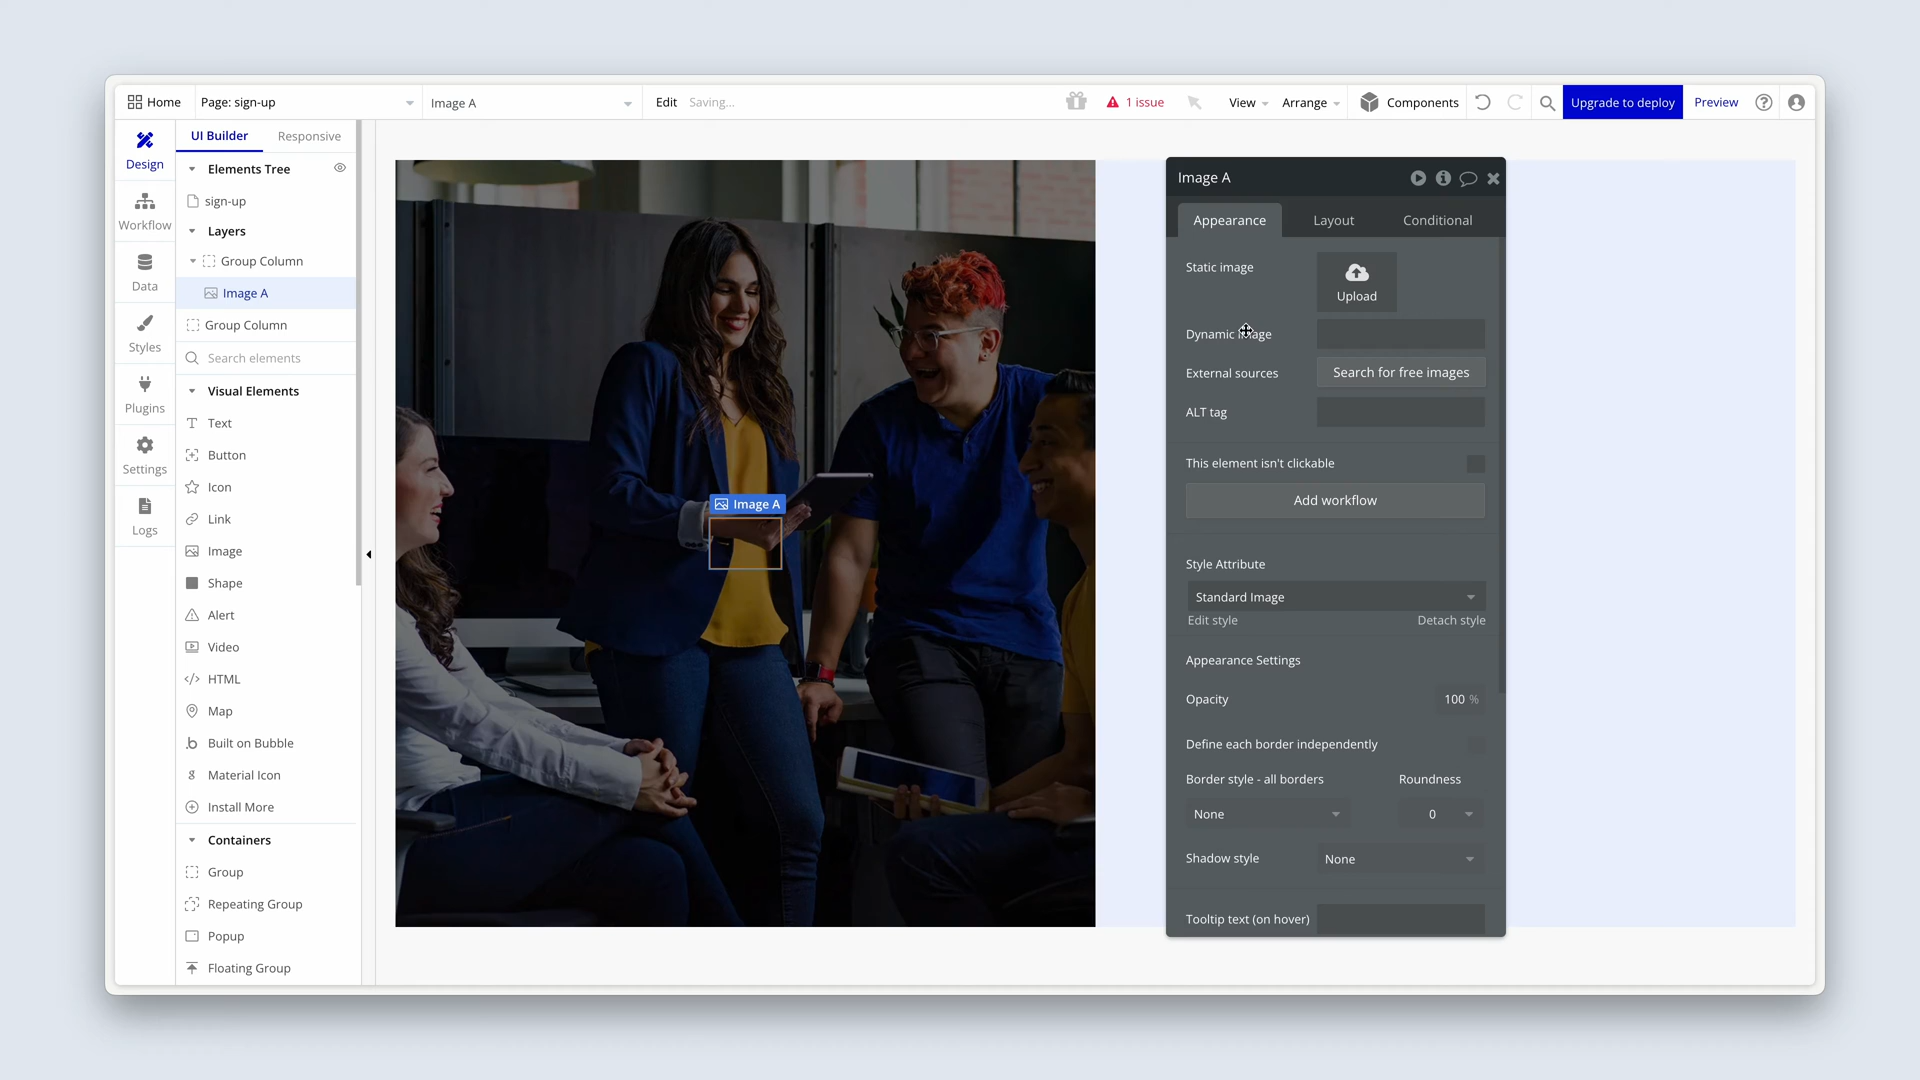 Home
Page: sign-up
Image A
Edit
Saving...
1 issue
View
Arrange
Components
Upgrade to deploy
Preview
Design
Workflow
Data
Styles
Plugins
Settings
Logs
UI Builder
Responsive
Elements Tree
sign-up
Layers
Group Column
Image A
Group Column
Search elements
Visual Elements
Text
Button
Icon
Link
Image
Shape
Alert
Video
HTML
Map
Built on Bubble
Material Icon
Install More
Containers
Group
Repeating Group
Popup
Floating Group
Image A
Image A
Appearance
Layout
Conditional
Static image
Upload
Dynamic image
External sources
Search for free images
ALT tag
This element isn't clickable
Add workflow
Style Attribute
Standard Image
Edit style
Detach style
Appearance Settings
Opacity
100 %
Define each border independently
Border style - all borders
Roundness
None
0
Shadow style
None
Tooltip text (on hover)